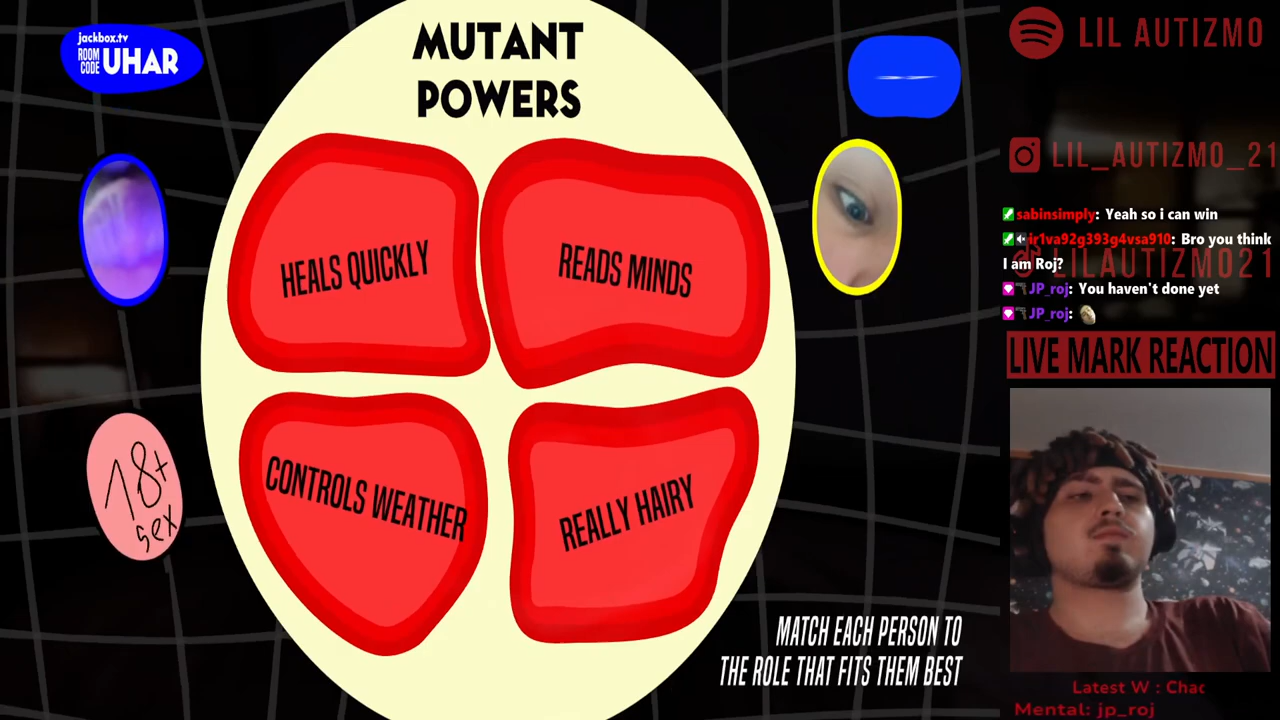 jackbox.tv
ROOM CODE UHAR
MUTANT
POWERS
HEALS QUICKLY
READS MINDS
CONTROLS WEATHER
REALLY HAIRY
18+
sex
MATCH EACH PERSON TO
THE ROLE THAT FITS THEM BEST
LIL AUTIZMO
LIL_AUTIZMO_21
sabinsimply: Yeah so i can win
ir1va92g393g4vsa910: Bro you think
I am Roj?
LILAUTIZMO21
JP_roj: You haven't done yet
JP_roj:
LIVE MARK REACTION
Latest W : Chac
Mental: jp_roj